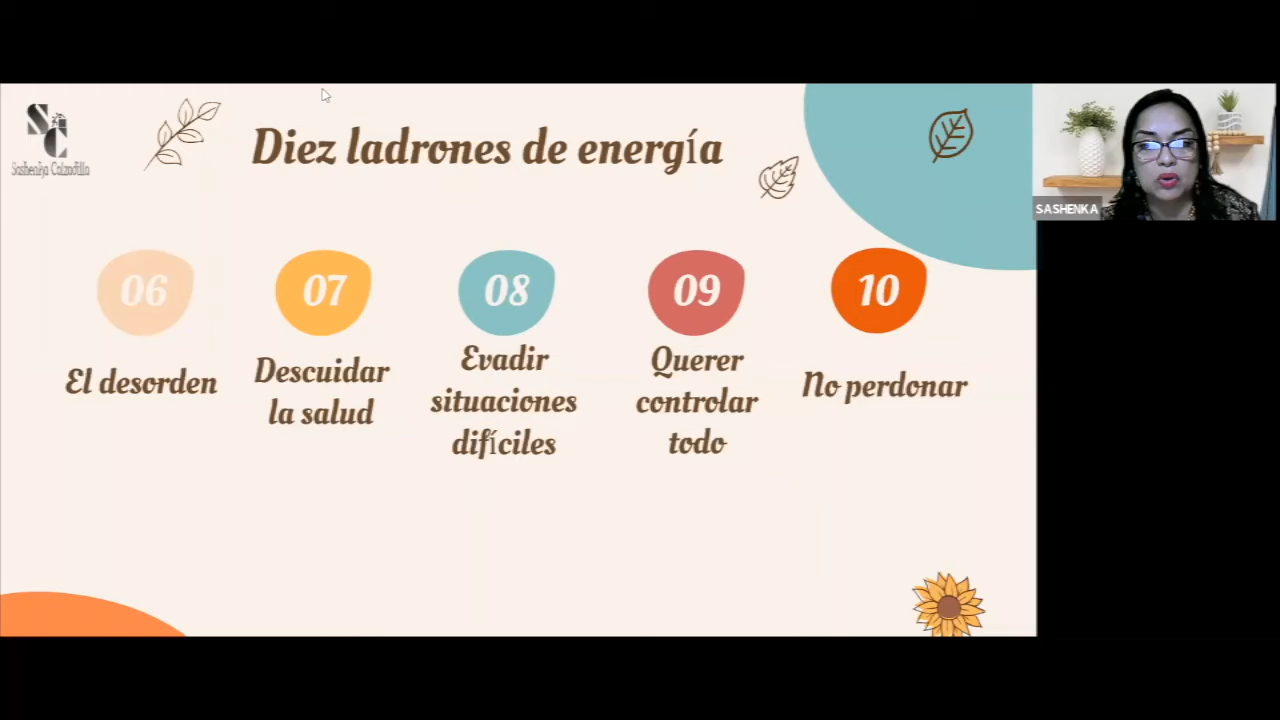 Diez ladrones de energía
SC
Sashenka Calzadilla
SASHENKA
06
07
08
09
10
El desorden
Descuidar
la salud
Evadir
situaciones
difíciles
Querer
controlar
todo
No perdonar